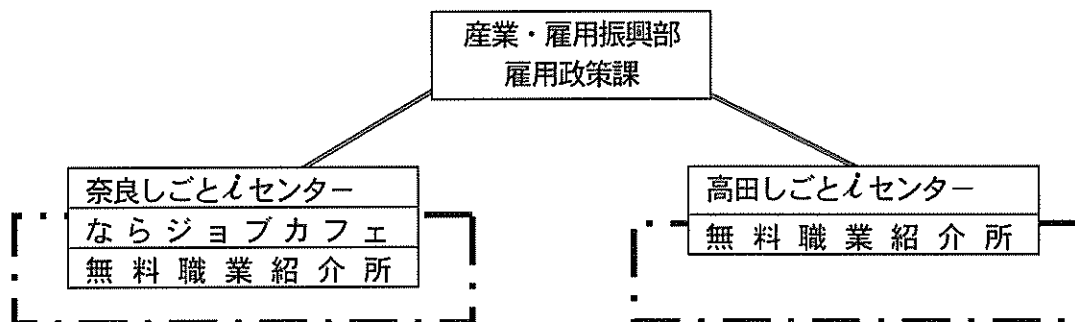 産業・雇用振興部
雇用政策課
奈良しごとiセンター
ならジョブカフェ
無料職業紹介所
高田しごとiセンター
無料職業紹介所